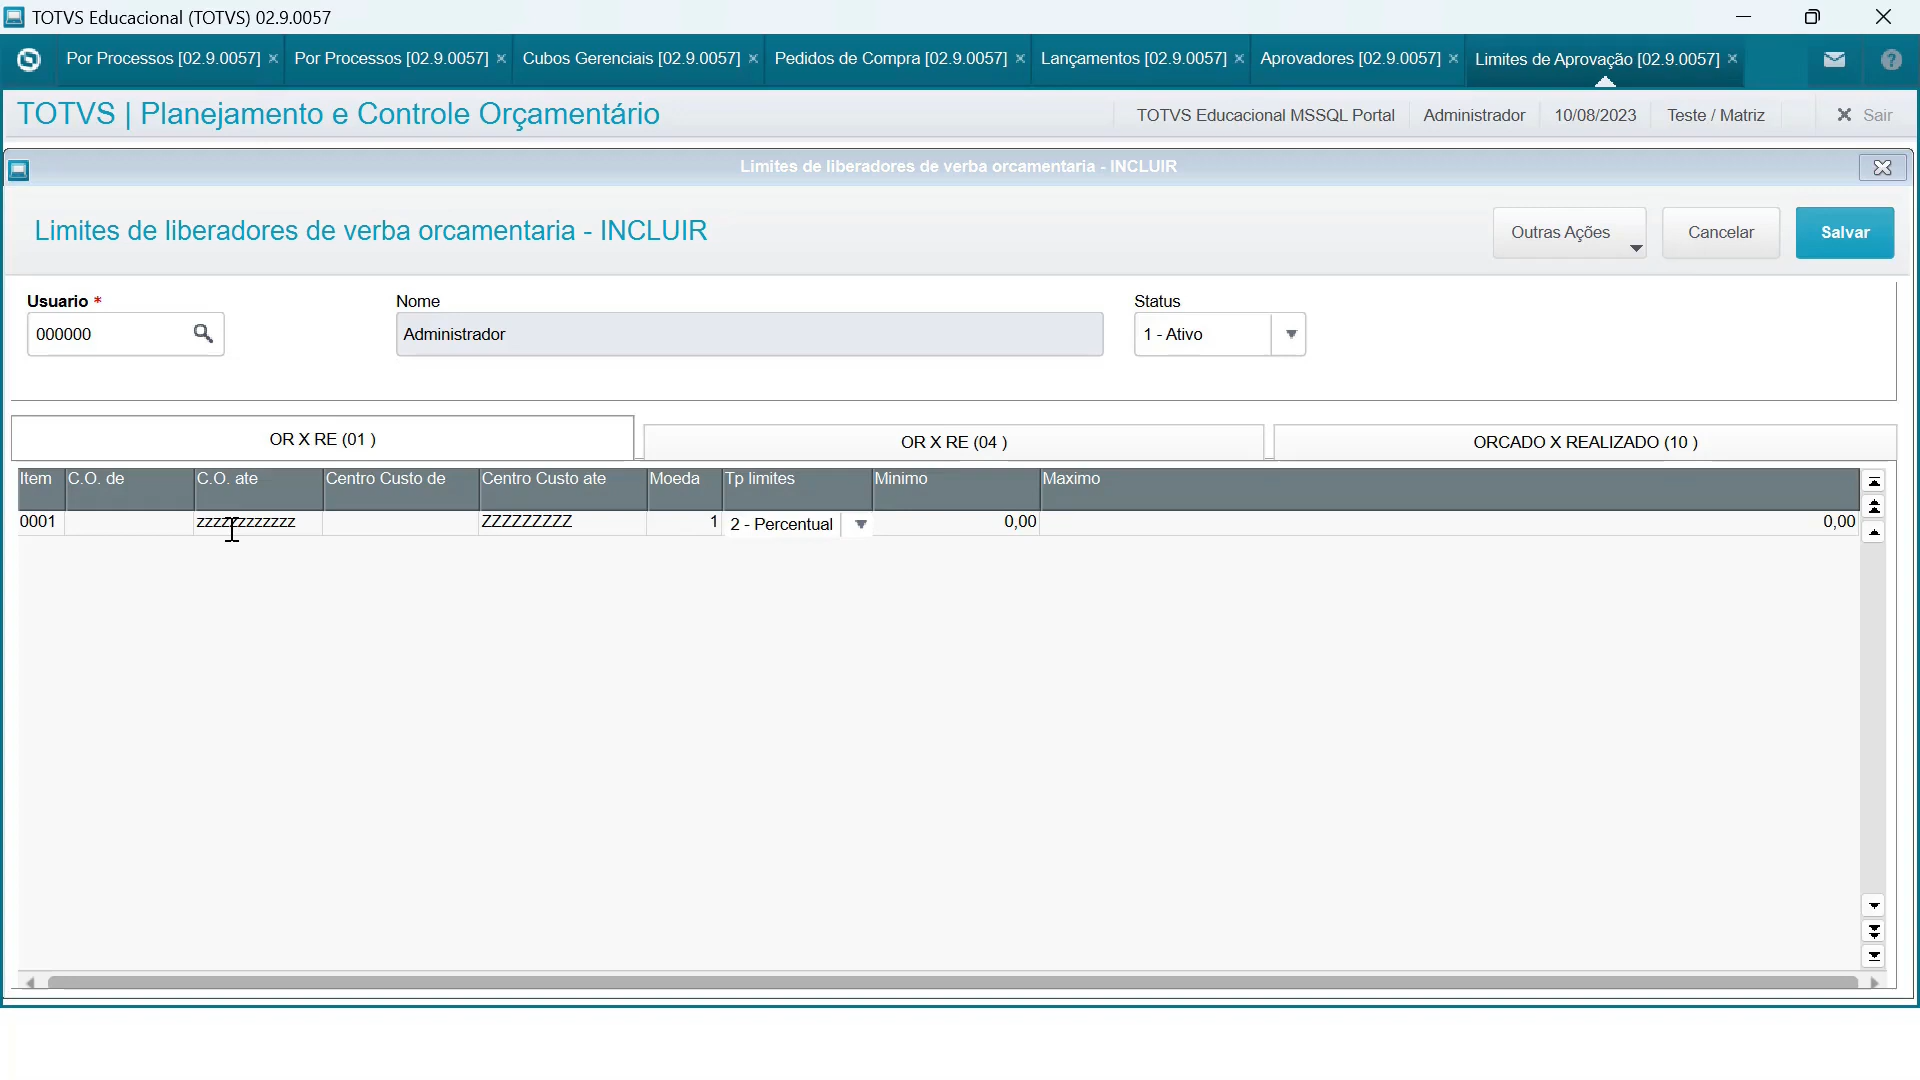 TOTVS Educacional (TOTVS) 02.9.0057
Por Processos [02.9.0057] Por Processos [02.9.0057] Cubos Gerenciais [02.9.0057] Pedidos de Compra [02.9.0057] Lançamentos [02.9.0057] Aprovadores [02.9.0057] Limites de Aprovação [02.9.0057]
TOTVS | Planejamento e Controle Orçamentário TOTVS Educacional MSSQL Portal Administrador 10/08/2023 Teste / Matriz Sair
Limites de liberadores de verba orcamentaria - INCLUIR
Limites de liberadores de verba orcamentaria - INCLUIR Outras Ações Cancelar Salvar
Usuario * Nome Status
000000 Administrador 1 - Ativo
OR X RE (01 ) OR X RE (04 ) ORCADO X REALIZADO (10 )
Item C.O. de C.O. ate Centro Custo de Centro Custo ate Moeda Tp limites Minimo Maximo
0001 zzzzzzzzzzzz ZZZZZZZZZ 1 2 - Percentual 0,00 0,00